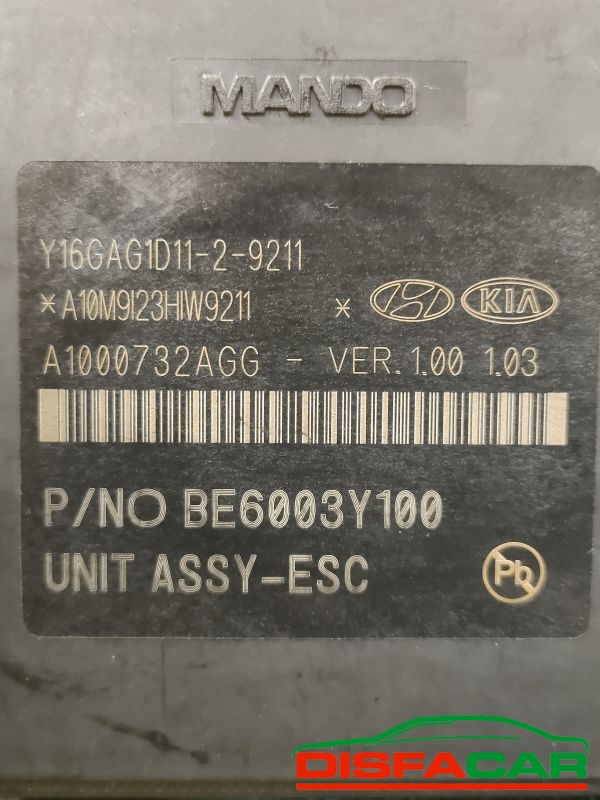 MANDO
Y16GAG1D11-2-9211
*A10M9I23HIW9211 *
KIA
A1000732AGG - VER.1.00 1.03
P/NO BE6003Y100
UNIT ASSY-ESC
Pb
DISFACAR